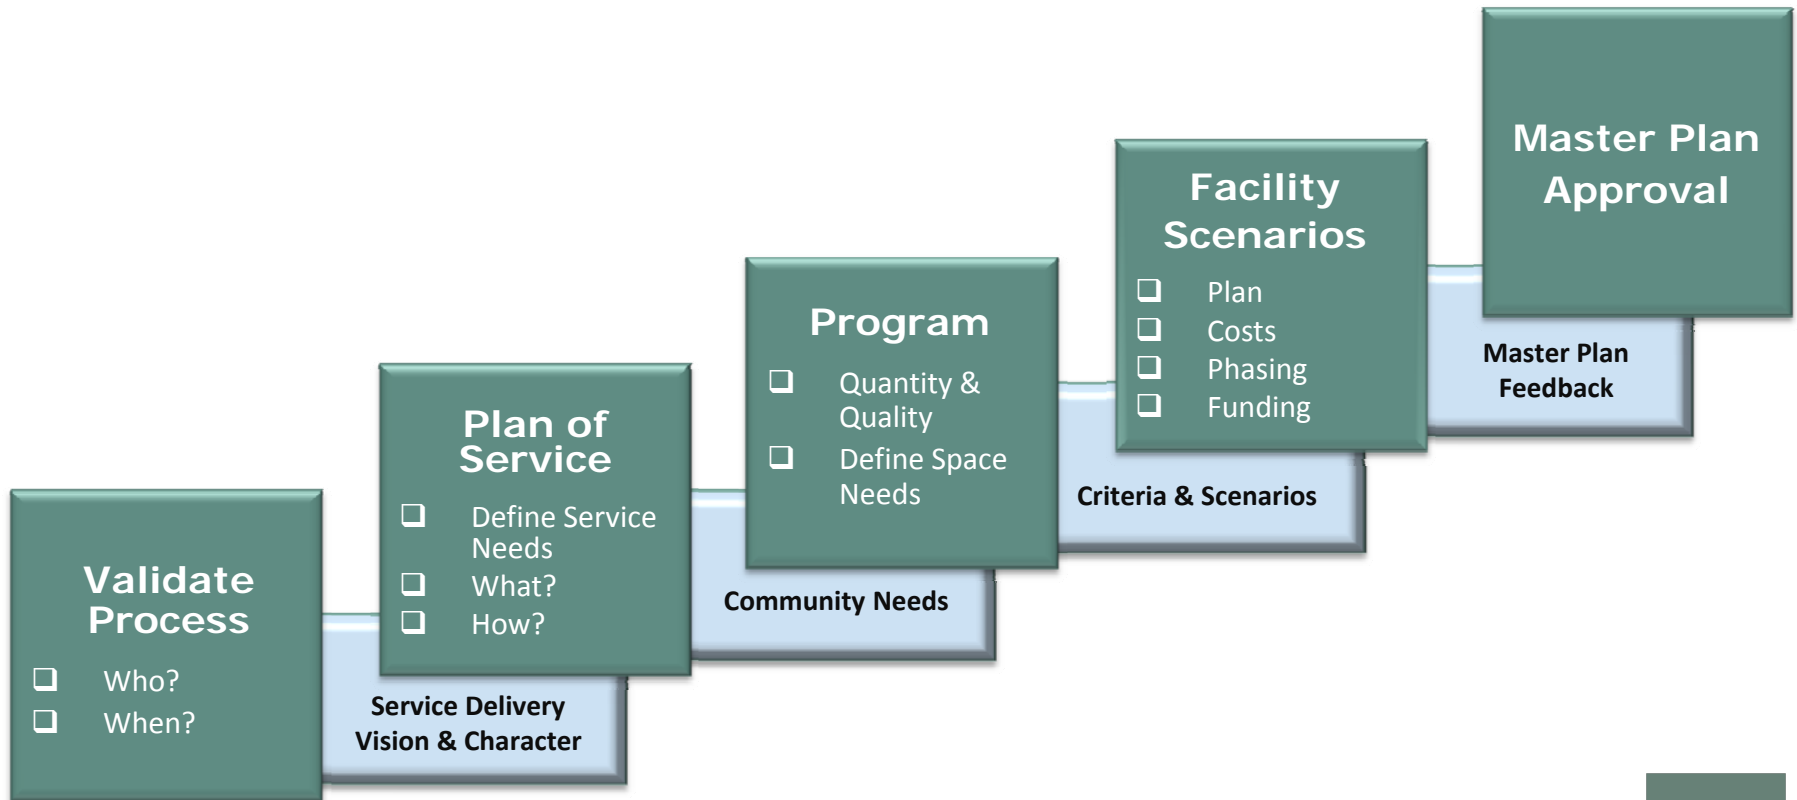 Validate
Process
❑ Who?
❑ When?
Service Delivery
Vision & Character
Plan of
Service
❑ Define Service
Needs
❑ What?
❑ How?
Community Needs
Program
❑ Quantity &
Quality
❑ Define Space
Needs
Criteria & Scenarios
Facility
Scenarios
❑ Plan
❑ Costs
❑ Phasing
❑ Funding
Master Plan
Feedback
Master Plan
Approval